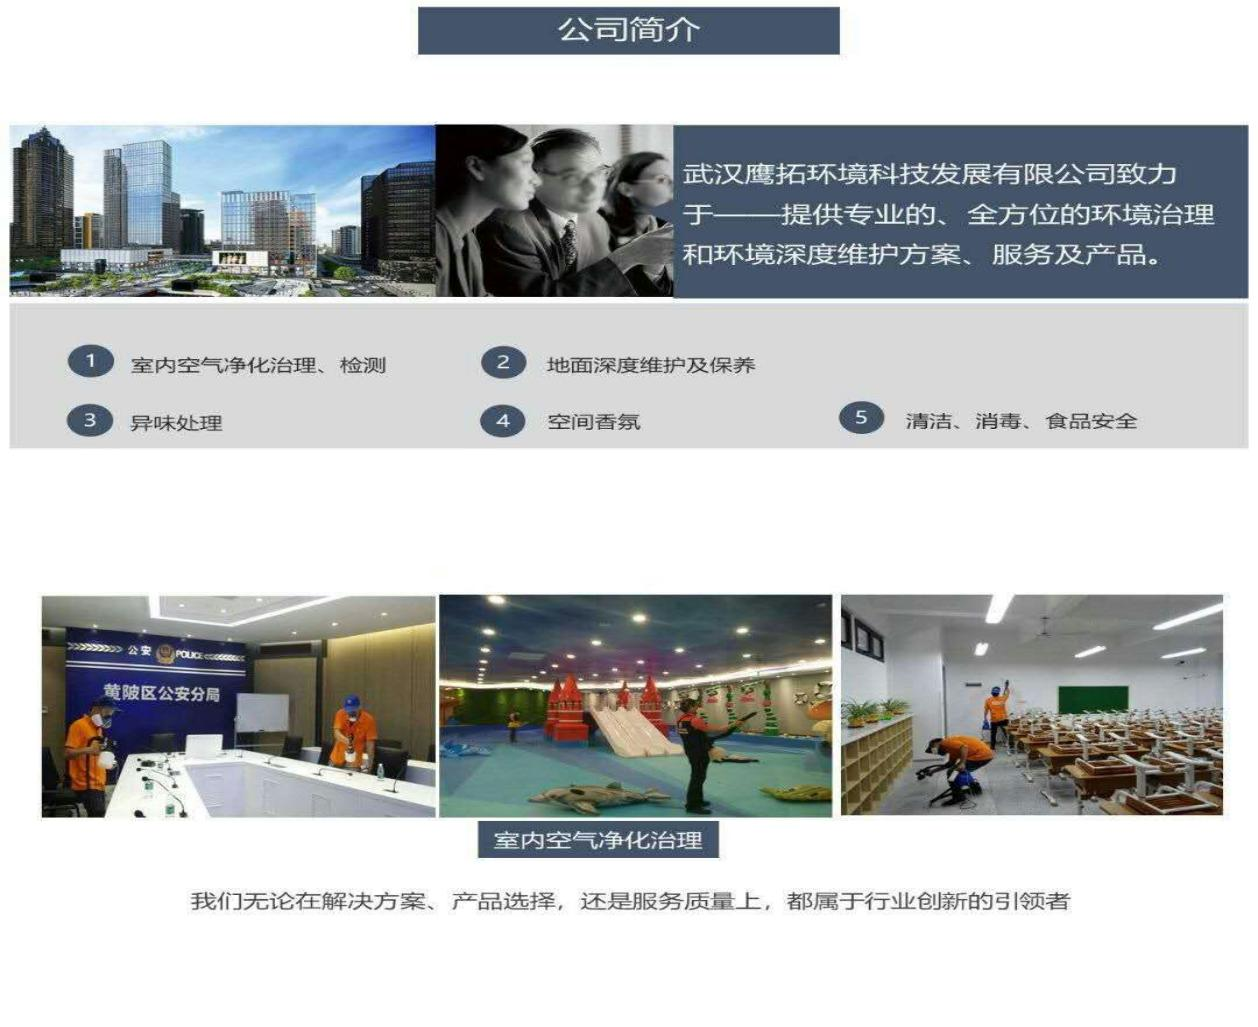 公司简介
武汉鹰拓环境科技发展有限公司致力
于——提供专业的、全方位的环境治理
和环境深度维护方案、服务及产品。
1 室内空气净化治理、检测
2 地面深度维护及保养
3 异味处理
4 空间香氛
5 清洁、消毒、食品安全
公安 POLICE
黄陂区公安分局
室内空气净化治理
我们无论在解决方案、产品选择，还是服务质量上，都属于行业创新的引领者